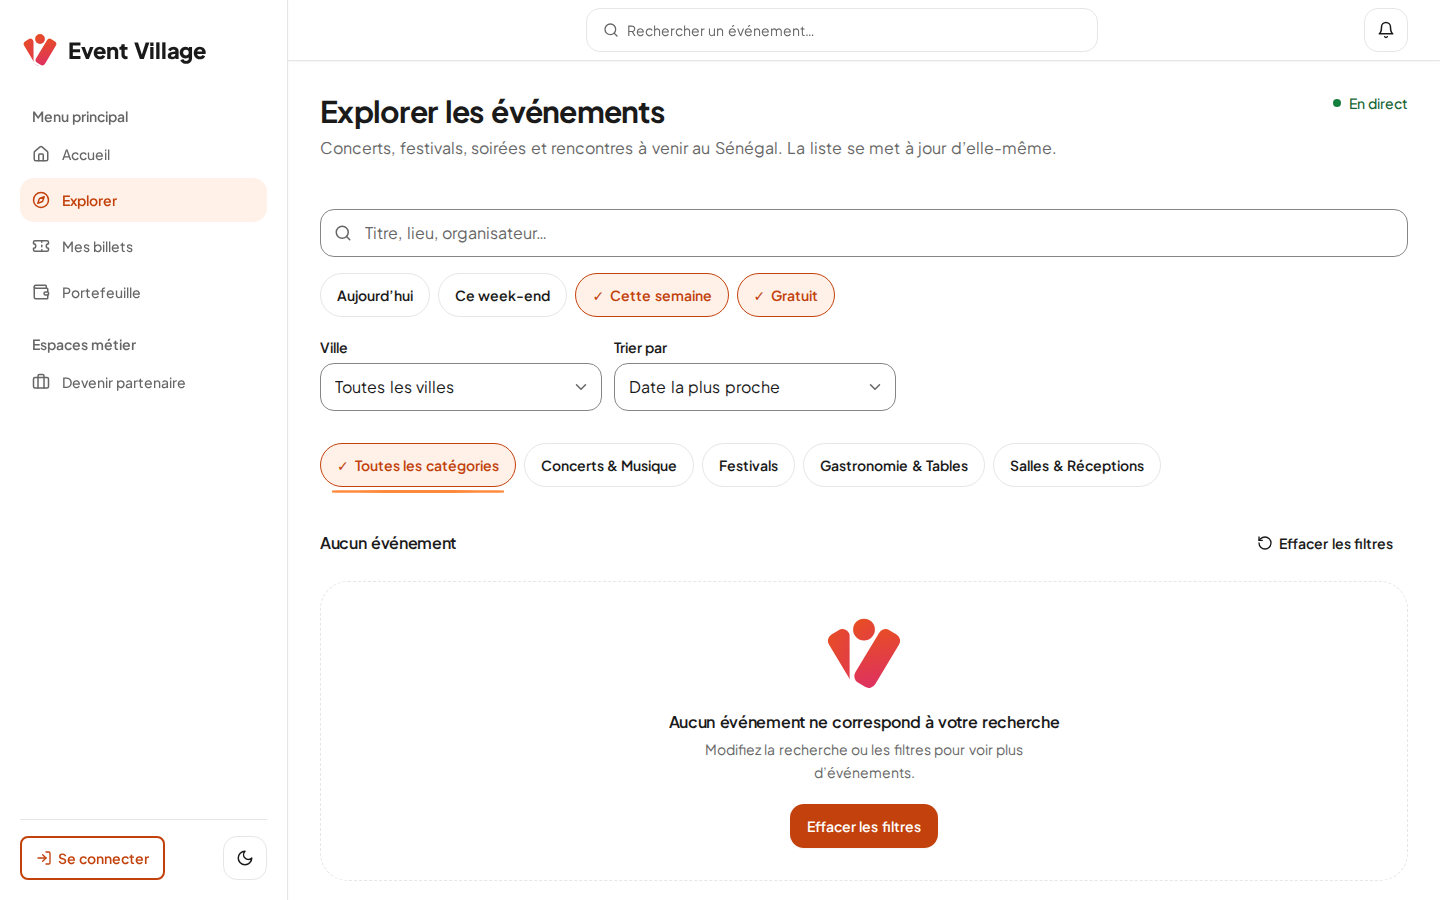 Event Village
Rechercher un événement…
Menu principal
Accueil
Explorer
Mes billets
Portefeuille
Espaces métier
Devenir partenaire
Se connecter
Explorer les événements
En direct
Concerts, festivals, soirées et rencontres à venir au Sénégal. La liste se met à jour d’elle-même.
Titre, lieu, organisateur…
Aujourd’hui
Ce week-end
✓ Cette semaine
✓ Gratuit
Ville
Trier par
Toutes les villes
Date la plus proche
✓ Toutes les catégories
Concerts & Musique
Festivals
Gastronomie & Tables
Salles & Réceptions
Aucun événement
Effacer les filtres
Aucun événement ne correspond à votre recherche
Modifiez la recherche ou les filtres pour voir plus
d’événements.
Effacer les filtres